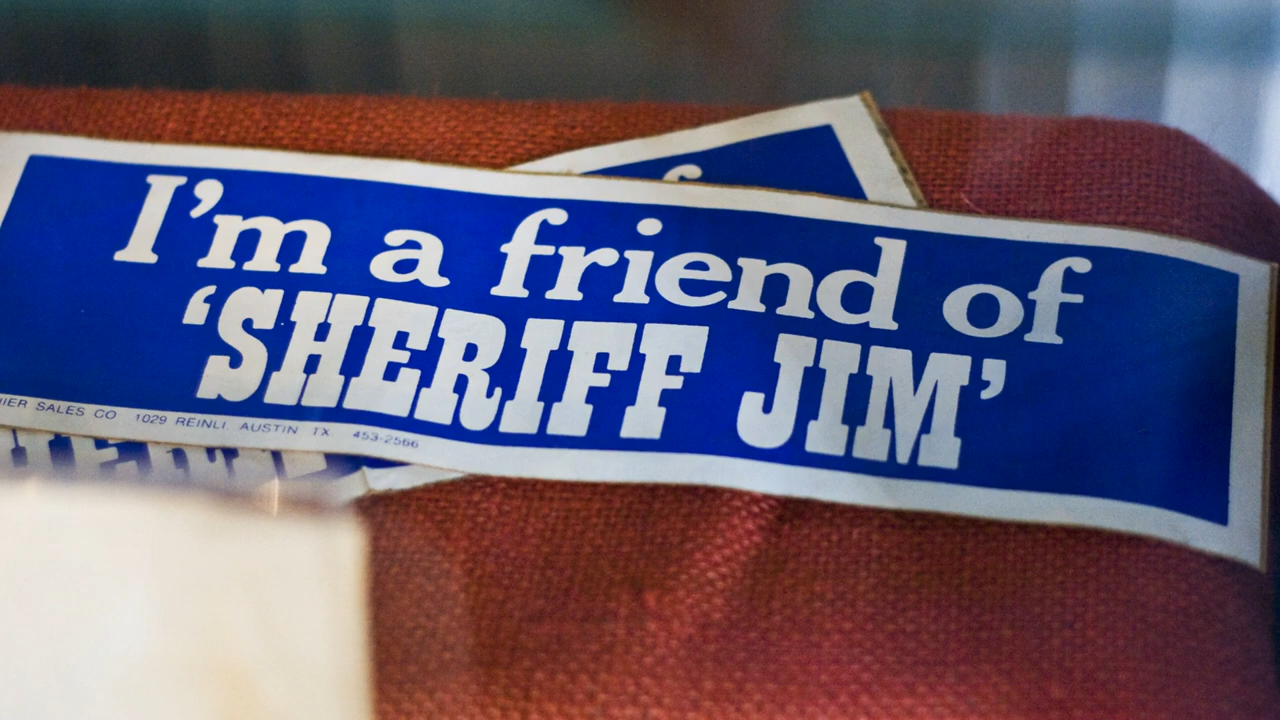 I'm a friend of
'SHERIFF JIM'
SALES CO 1029 REINLI. AUSTIN TX. 453-2566